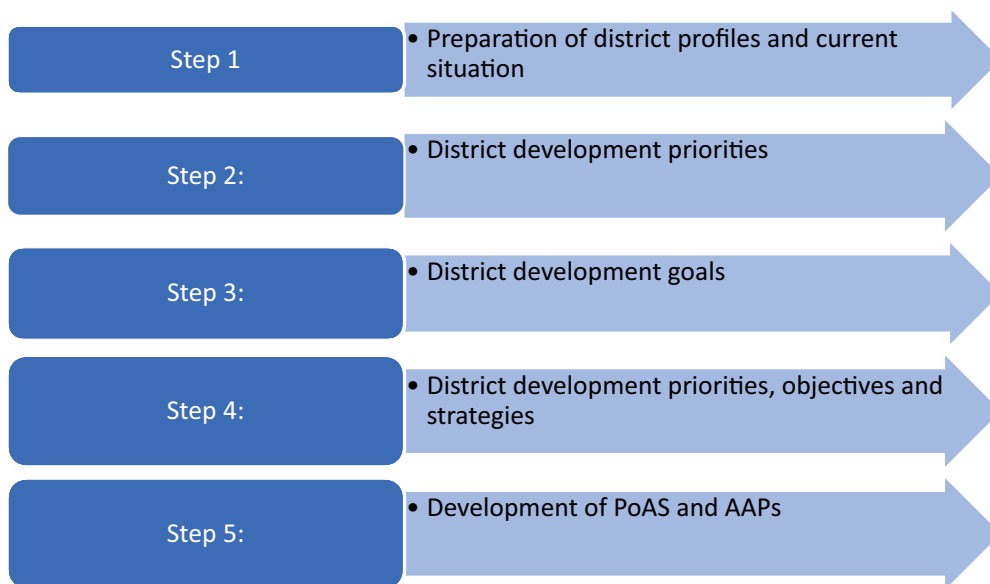 Step 1
• Preparation of district profiles and current
situation
Step 2:
• District development priorities
Step 3:
• District development goals
Step 4:
• District development priorities, objectives and
strategies
Step 5:
• Development of PoAS and AAPs